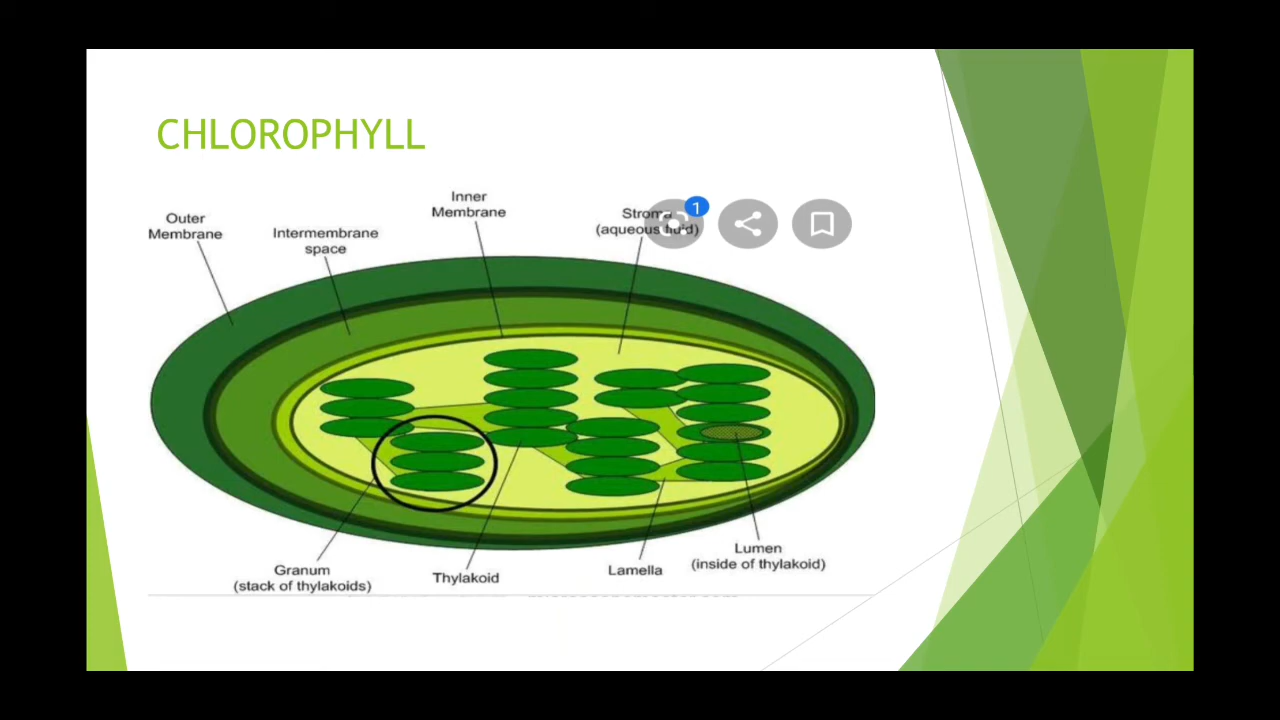 CHLOROPHYLL
Inner
Membrane
Outer
Membrane
Intermembrane
space
1
Stroma
(aqueous fluid)
Granum
(stack of thylakoids)
Thylakoid
Lamella
Lumen
(inside of thylakoid)